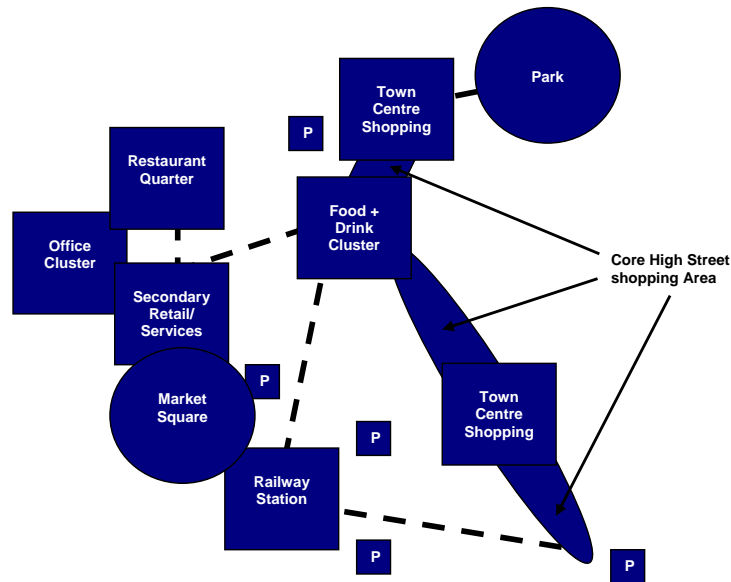 Park
Town
Centre
Shopping
P
Restaurant
Quarter
Food +
Drink
Cluster
Office
Cluster
Core High Street
shopping Area
Secondary
Retail/
Services
P
Market
Square
Town
Centre
Shopping
P
Railway
Station
P
P